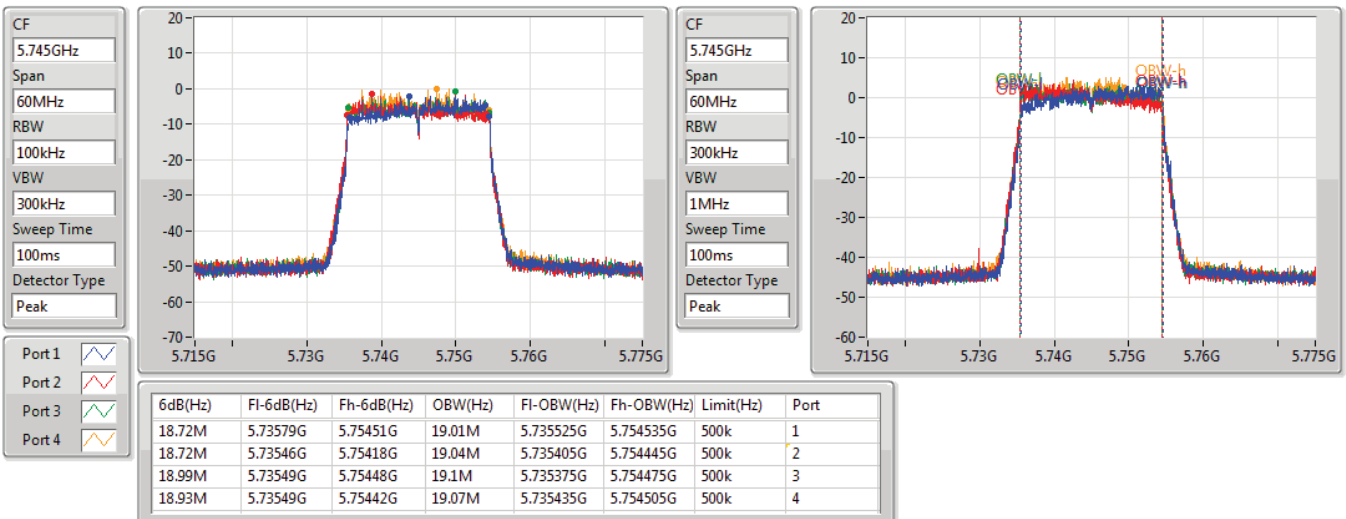 CF
5.745GHz
Span
60MHz
RBW
100kHz
VBW
300kHz
Sweep Time
100ms
Detector Type
Peak
20
10
0
-10
-20
-30
-40
-50
-60
-70
5.715G 5.73G 5.74G 5.75G 5.76G 5.775G
CF
5.745GHz
Span
60MHz
RBW
300kHz
VBW
1MHz
Sweep Time
100ms
Detector Type
Peak
20
10
0
-10
-20
-30
-40
-50
-60
OBW-h
OBW-h
5.715G 5.73G 5.74G 5.75G 5.76G 5.775G
Port 1
Port 2
Port 3
Port 4
6dB(Hz) Fl-6dB(Hz) Fh-6dB(Hz) OBW(Hz) Fl-OBW(Hz) Fh-OBW(Hz) Limit(Hz) Port
18.72M 5.73579G 5.75451G 19.01M 5.735525G 5.754535G 500k 1
18.72M 5.73546G 5.75418G 19.04M 5.735405G 5.754445G 500k 2
18.99M 5.73549G 5.75448G 19.1M 5.735375G 5.754475G 500k 3
18.93M 5.73549G 5.75442G 19.07M 5.735435G 5.754505G 500k 4